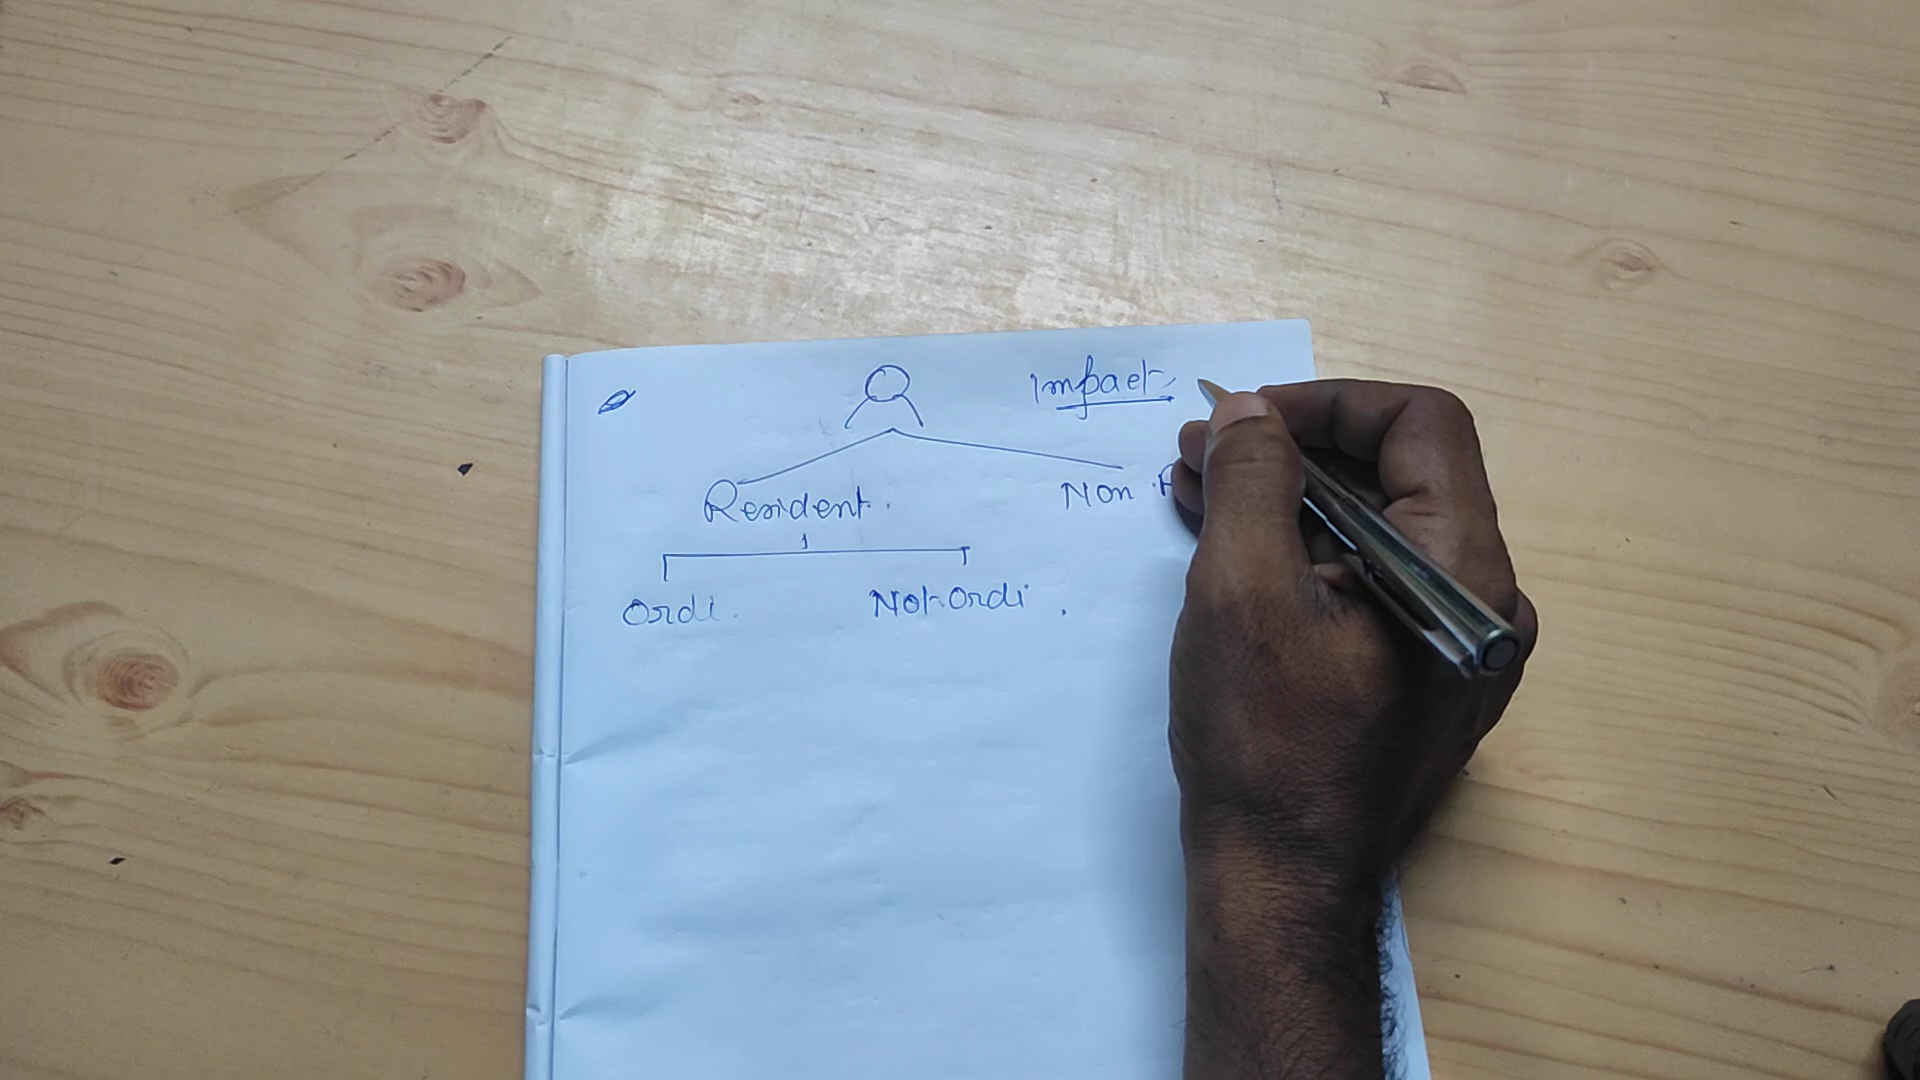 Impact
Resident. Non.
Ordi. Not-Ordi.